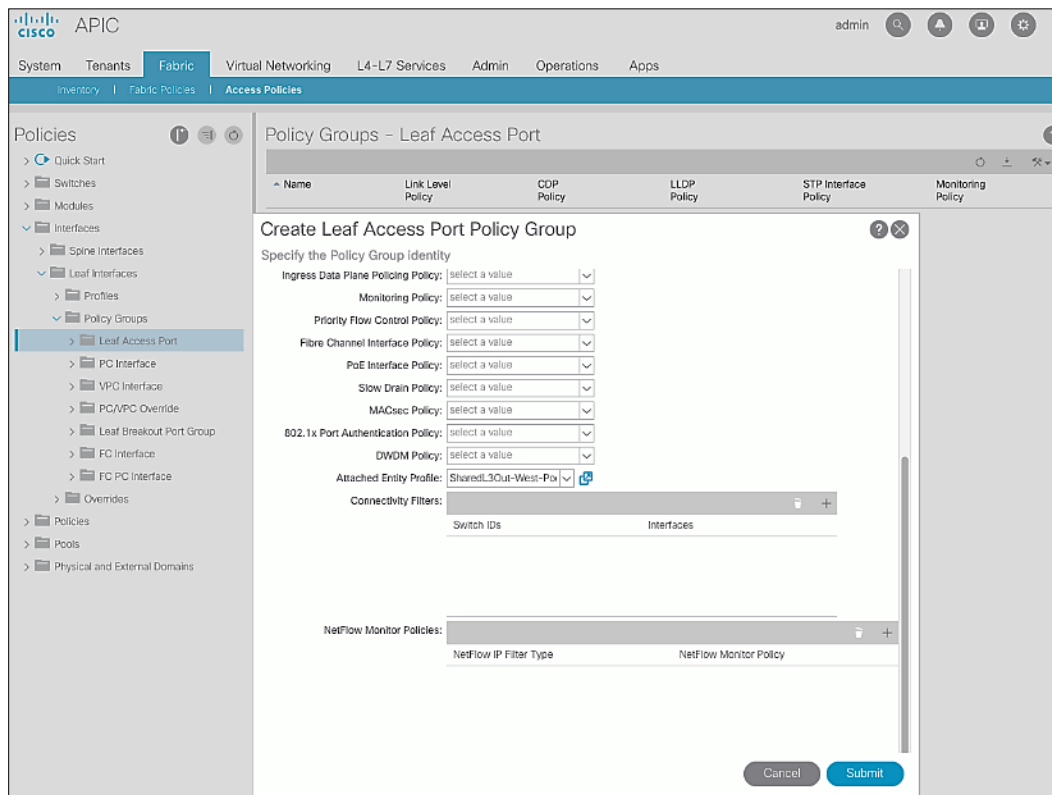 cisco APIC admin
System Tenants Fabric Virtual Networking L4-L7 Services Admin Operations Apps
Inventory | Fabric Policies | Access Policies
Policies
Quick Start
Switches
Modules
Interfaces
Spine Interfaces
Leaf Interfaces
Profiles
Policy Groups
Leaf Access Port
PC Interface
VPC Interface
PC/VPC Override
Leaf Breakout Port Group
FC Interface
FC PC Interface
Overrides
Policies
Pools
Physical and External Domains
Policy Groups - Leaf Access Port
Name Link Level Policy CDP Policy LLDP Policy STP Interface Policy Monitoring Policy
Create Leaf Access Port Policy Group
Specify the Policy Group identity
Ingress Data Plane Policing Policy: select a value
Monitoring Policy: select a value
Priority Flow Control Policy: select a value
Fibre Channel Interface Policy: select a value
PoE Interface Policy: select a value
Slow Drain Policy: select a value
MACsec Policy: select a value
802.1x Port Authentication Policy: select a value
DWDM Policy: select a value
Attached Entity Profile: SharedL3Out-West-Po
Connectivity Filters:
Switch IDs Interfaces
NetFlow Monitor Policies:
NetFlow IP Filter Type NetFlow Monitor Policy
Cancel Submit